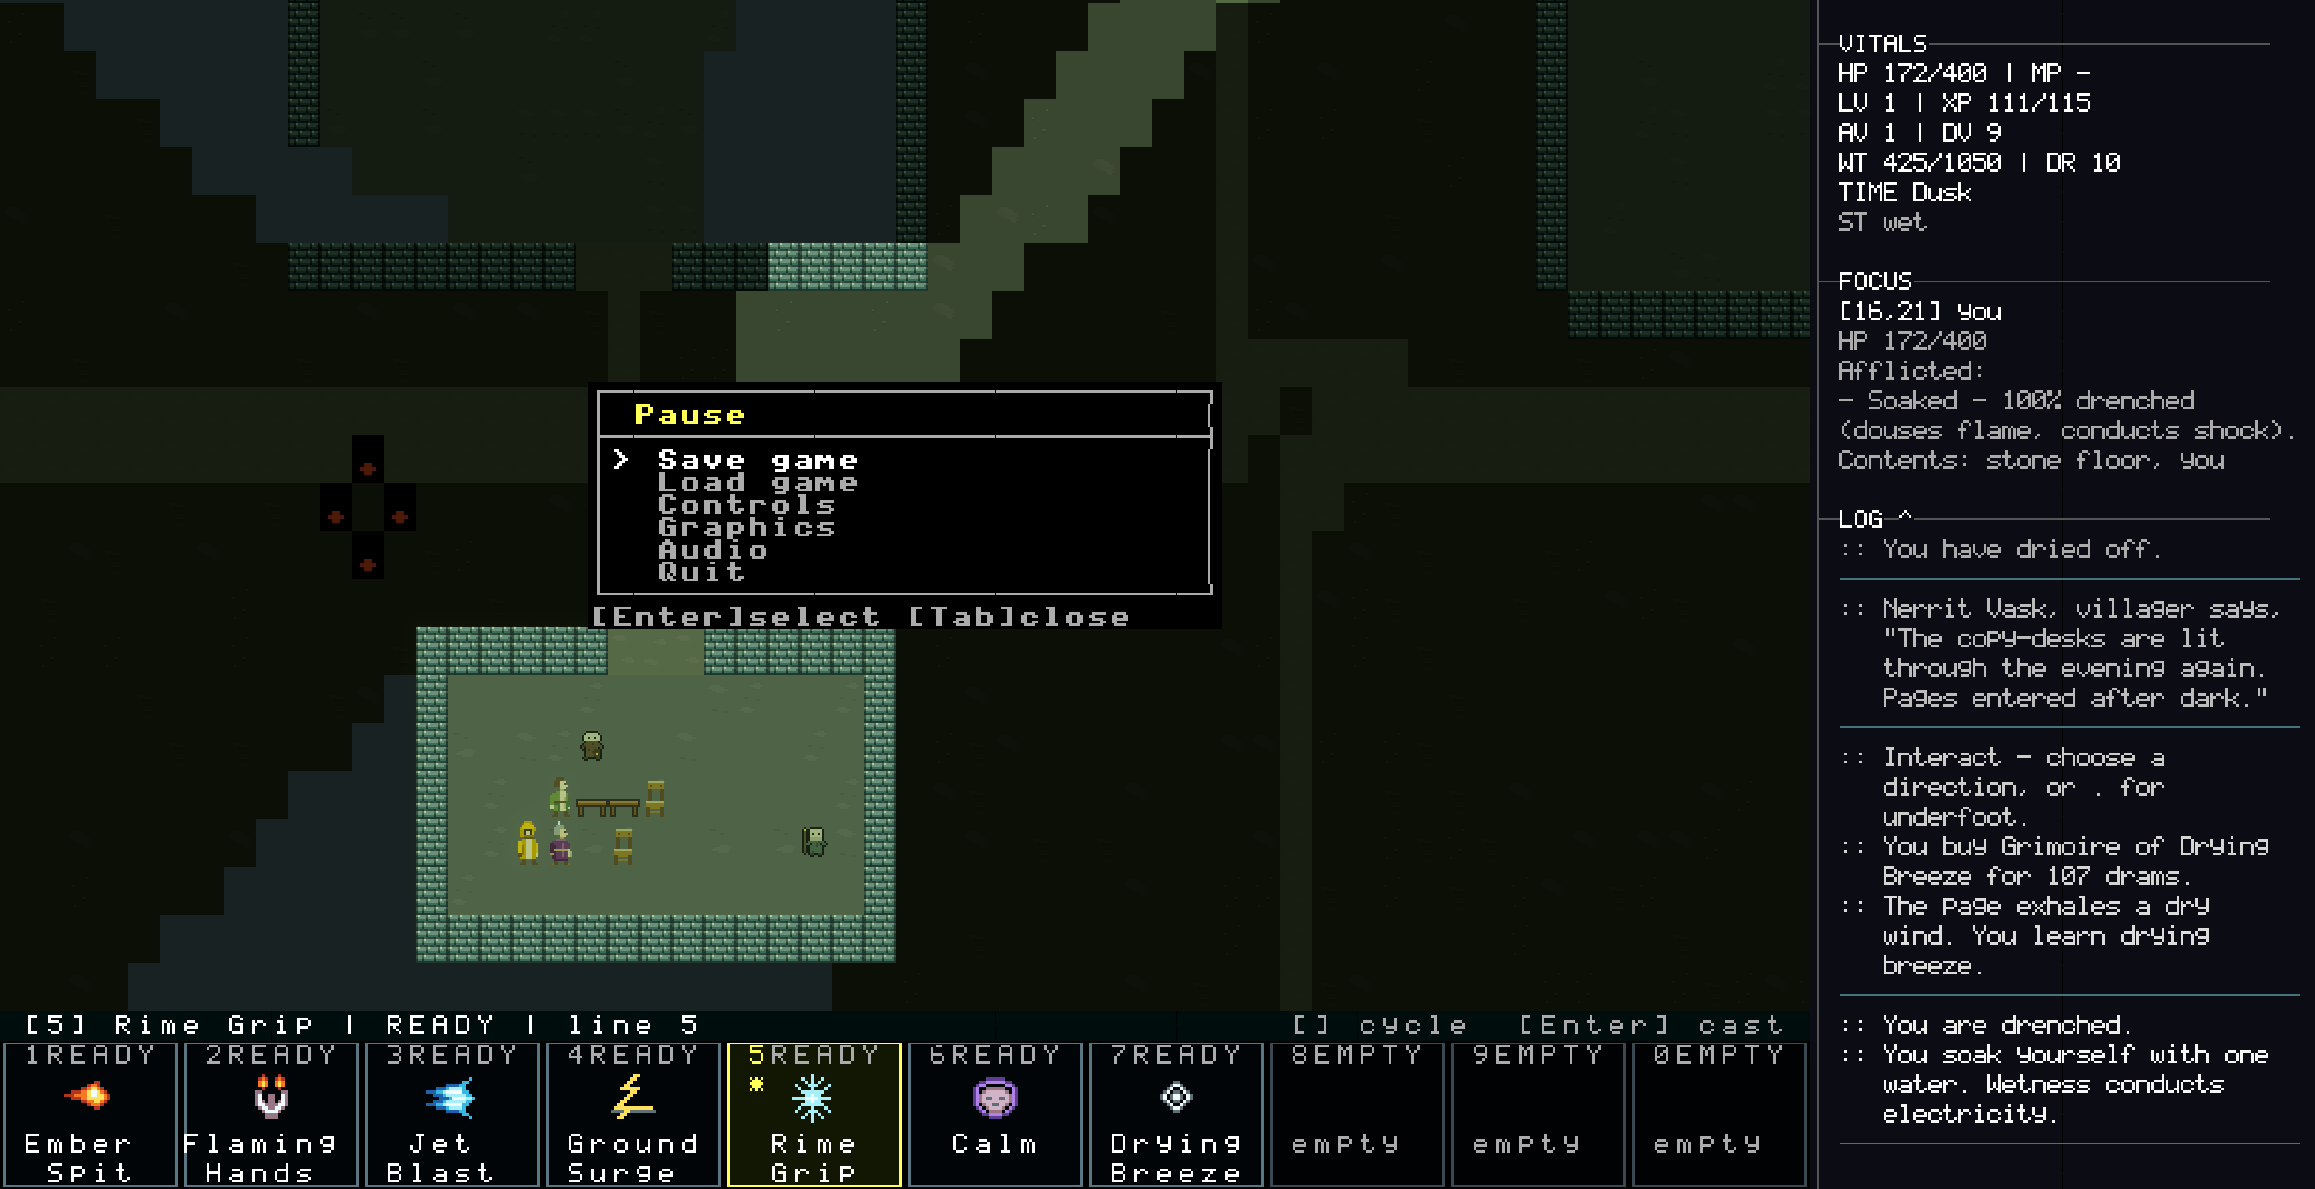 Pause
> Save game
Load game
Controls
Graphics
Audio
Quit
[Enter]select [Tab]close
[5] Rime Grip | READY | line 5
[] cycle [Enter] cast
1READY
Ember
Spit
2READY
Flaming
Hands
3READY
Jet
Blast
4READY
Ground
Surge
5READY
Rime
Grip
6READY
Calm
7READY
Drying
Breeze
8EMPTY
empty
9EMPTY
empty
0EMPTY
empty
VITALS
HP 172/400 | MP -
LV 1 | XP 111/115
AV 1 | DV 9
WT 425/1050 | DR 10
TIME Dusk
ST wet
FOCUS
[16,21] you
HP 172/400
Afflicted:
- Soaked - 100% drenched
(douses flame, conducts shock).
Contents: stone floor, you
LOG ^
:: You have dried off.
:: Nerrit Vask, villager says,
"The copy-desks are lit
through the evening again.
Pages entered after dark."
:: Interact - choose a
direction, or . for
underfoot.
:: You buy Grimoire of Drying
Breeze for 107 drams.
:: The page exhales a dry
wind. You learn drying
breeze.
:: You are drenched.
:: You soak yourself with one
water. Wetness conducts
electricity.